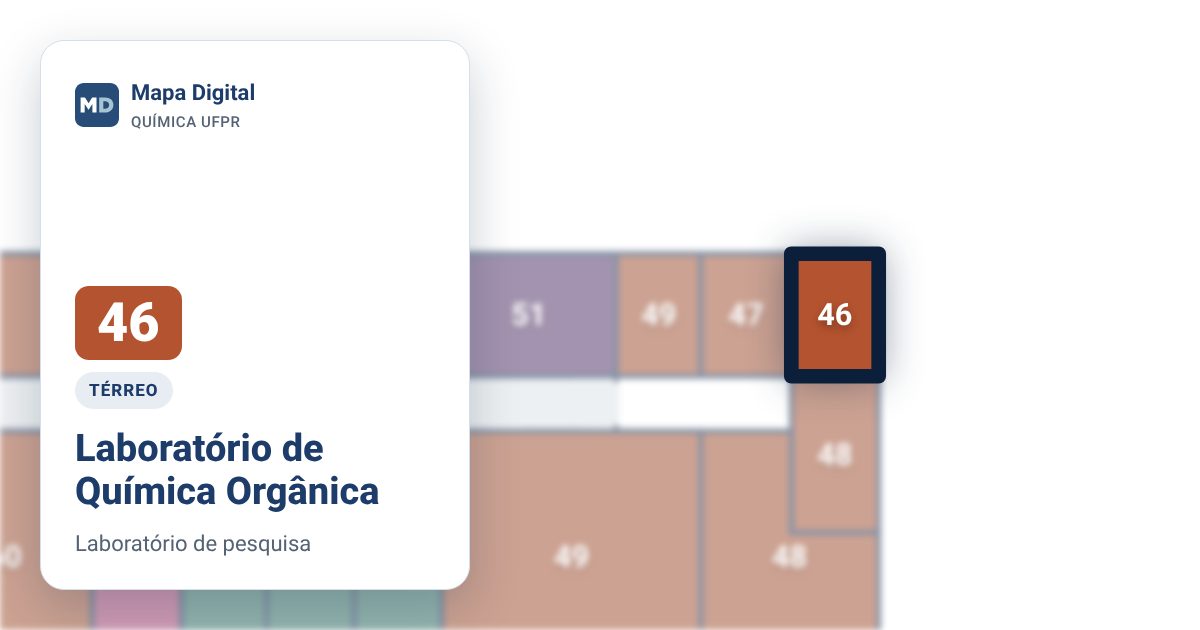 MD
Mapa Digital
QUÍMICA UFPR
46
TÉRREO
Laboratório de
Química Orgânica
Laboratório de pesquisa
51
49
47
46
48
49
48